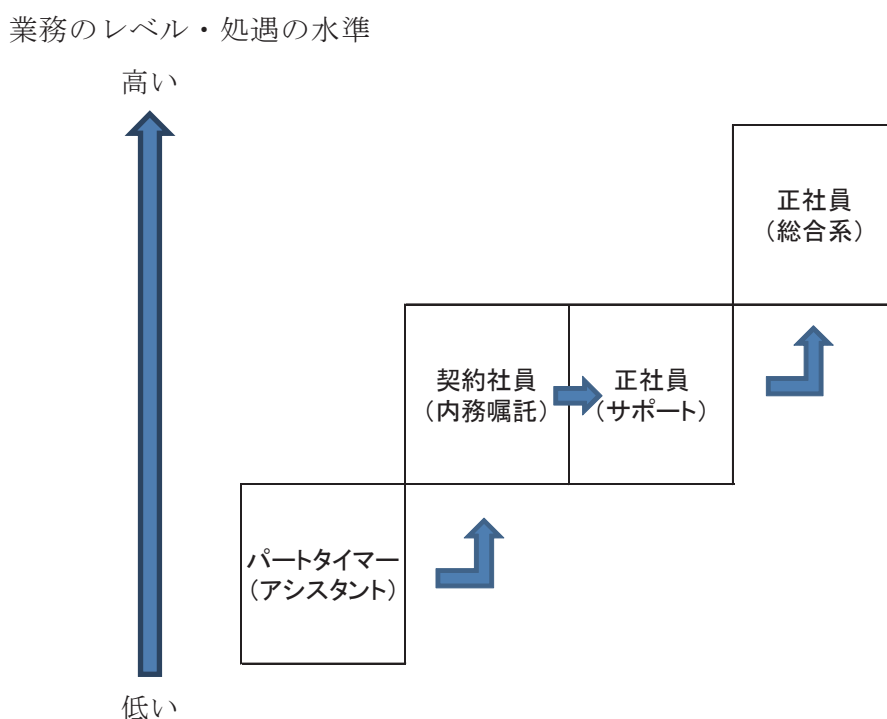 業務のレベル・処遇の水準
高い
正社員
（総合系）
契約社員
（内務嘱託）
正社員
（サポート）
パートタイマー
（アシスタント）
低い